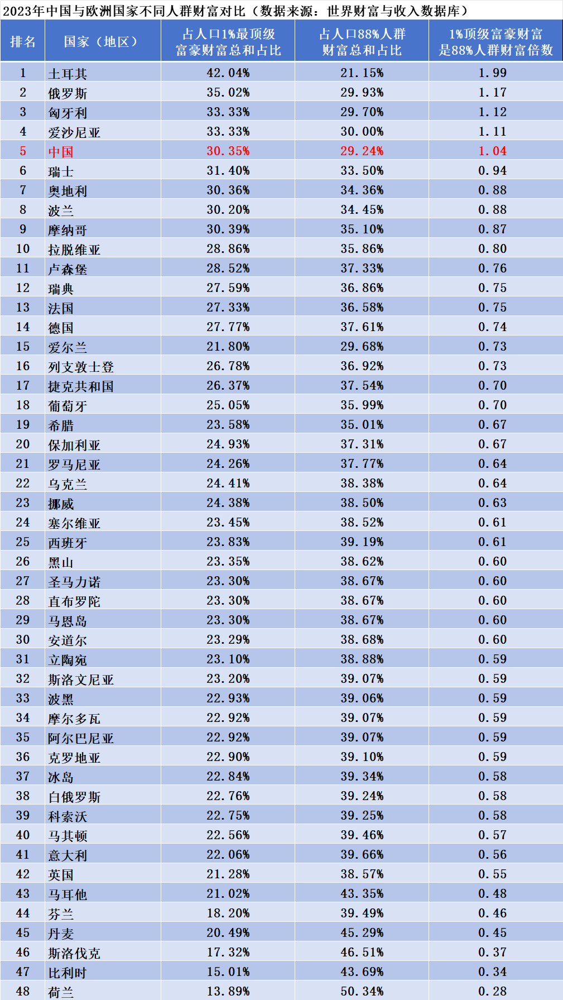 2023年中国与欧洲国家不同人群财富对比（数据来源：世界财富与收入数据库）
排名 国家（地区） 占人口1%最顶级富豪财富总和占比 占人口88%人群财富总和占比 1%顶级富豪财富是88%人群财富倍数
1 土耳其 42.04% 21.15% 1.99
2 俄罗斯 35.02% 29.93% 1.17
3 匈牙利 33.33% 29.70% 1.12
4 爱沙尼亚 33.33% 30.00% 1.11
5 中国 30.35% 29.24% 1.04
6 瑞士 31.40% 33.50% 0.94
7 奥地利 30.36% 34.36% 0.88
8 波兰 30.20% 34.45% 0.88
9 摩纳哥 30.39% 35.10% 0.87
10 拉脱维亚 28.86% 35.86% 0.80
11 卢森堡 28.52% 37.33% 0.76
12 瑞典 27.59% 36.86% 0.75
13 法国 27.33% 36.58% 0.75
14 德国 27.77% 37.61% 0.74
15 爱尔兰 21.80% 29.68% 0.73
16 列支敦士登 26.78% 36.92% 0.73
17 捷克共和国 26.37% 37.54% 0.70
18 葡萄牙 25.05% 35.99% 0.70
19 希腊 23.58% 35.01% 0.67
20 保加利亚 24.93% 37.31% 0.67
21 罗马尼亚 24.26% 37.77% 0.64
22 乌克兰 24.41% 38.38% 0.64
23 挪威 24.38% 38.50% 0.63
24 塞尔维亚 23.45% 38.52% 0.61
25 西班牙 23.83% 39.19% 0.61
26 黑山 23.35% 38.62% 0.60
27 圣马力诺 23.30% 38.67% 0.60
28 直布罗陀 23.30% 38.67% 0.60
29 马恩岛 23.30% 38.67% 0.60
30 安道尔 23.29% 38.68% 0.60
31 立陶宛 23.10% 38.88% 0.59
32 斯洛文尼亚 23.20% 39.07% 0.59
33 波黑 22.93% 39.06% 0.59
34 摩尔多瓦 22.92% 39.07% 0.59
35 阿尔巴尼亚 22.92% 39.07% 0.59
36 克罗地亚 22.90% 39.10% 0.59
37 冰岛 22.84% 39.34% 0.58
38 白俄罗斯 22.76% 39.24% 0.58
39 科索沃 22.75% 39.25% 0.58
40 马其顿 22.56% 39.46% 0.57
41 意大利 22.06% 39.66% 0.56
42 英国 21.28% 38.57% 0.55
43 马耳他 21.02% 43.35% 0.48
44 芬兰 18.20% 39.49% 0.46
45 丹麦 20.49% 45.29% 0.45
46 斯洛伐克 17.32% 46.51% 0.37
47 比利时 15.01% 43.69% 0.34
48 荷兰 13.89% 50.34% 0.28